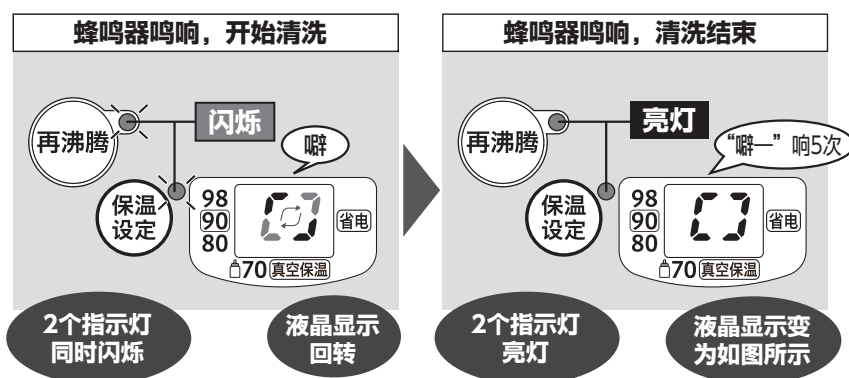 蜂鸣器鸣响，开始清洗
闪烁
再沸腾
噼
保温
设定
98
90
80
省电
70 真空保温
2个指示灯
同时闪烁
液晶显示
回转
蜂鸣器鸣响，清洗结束
亮灯
再沸腾
“噼—”响5次
保温
设定
98
90
80
省电
70 真空保温
2个指示灯
亮灯
液晶显示变
为如图所示